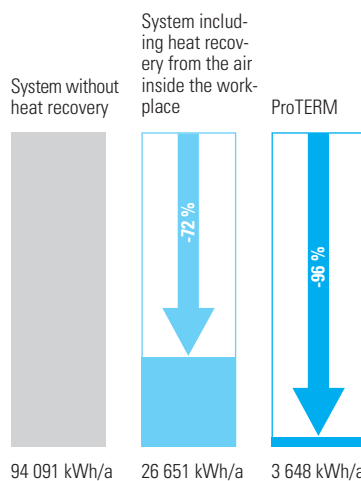 System without
heat recovery
System includ-
ing heat recov-
ery from the air
inside the work-
place
ProTERM
-72 %
-96 %
94 091 kWh/a
26 651 kWh/a
3 648 kWh/a